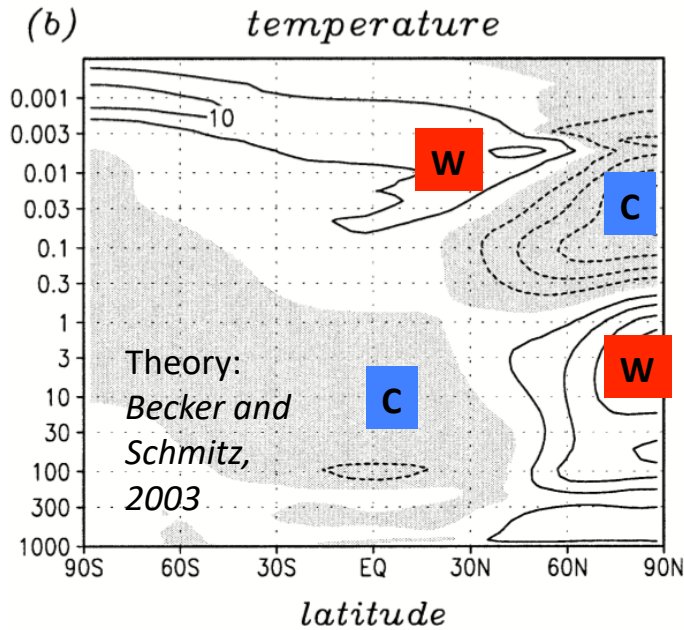 (b) temperature
0.001
0.003
0.01
0.03
0.1
0.3
1
3
10
30
100
300
1000
10
W
C
W
C
Theory:
Becker and
Schmitz,
2003
90S 60S 30S EQ 30N 60N 90N
latitude